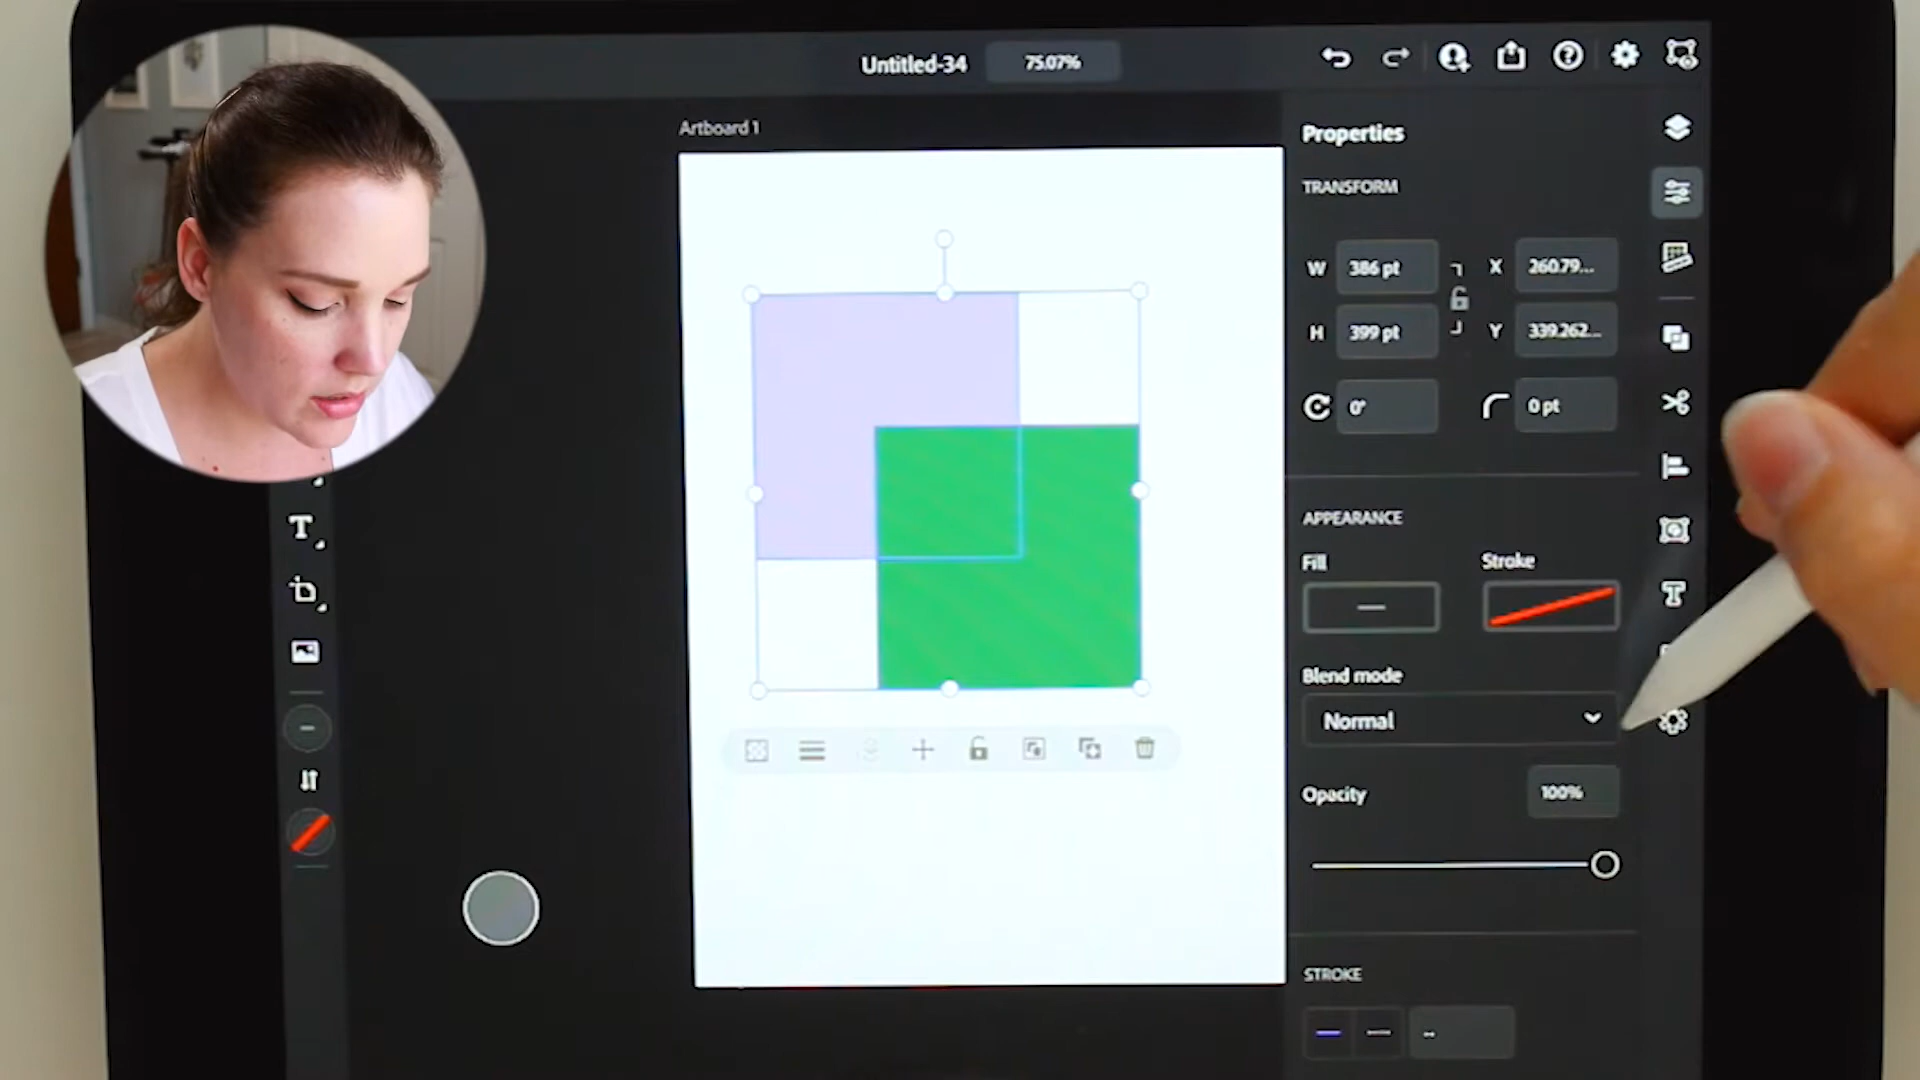 Untitled-34
75.07%
Artboard 1
Properties
TRANSFORM
W 386 pt X 260.79...
H 399 pt Y 339.262...
0° 0 pt
APPEARANCE
Fill Stroke
Blend mode
Normal
Opacity 100%
STROKE
--